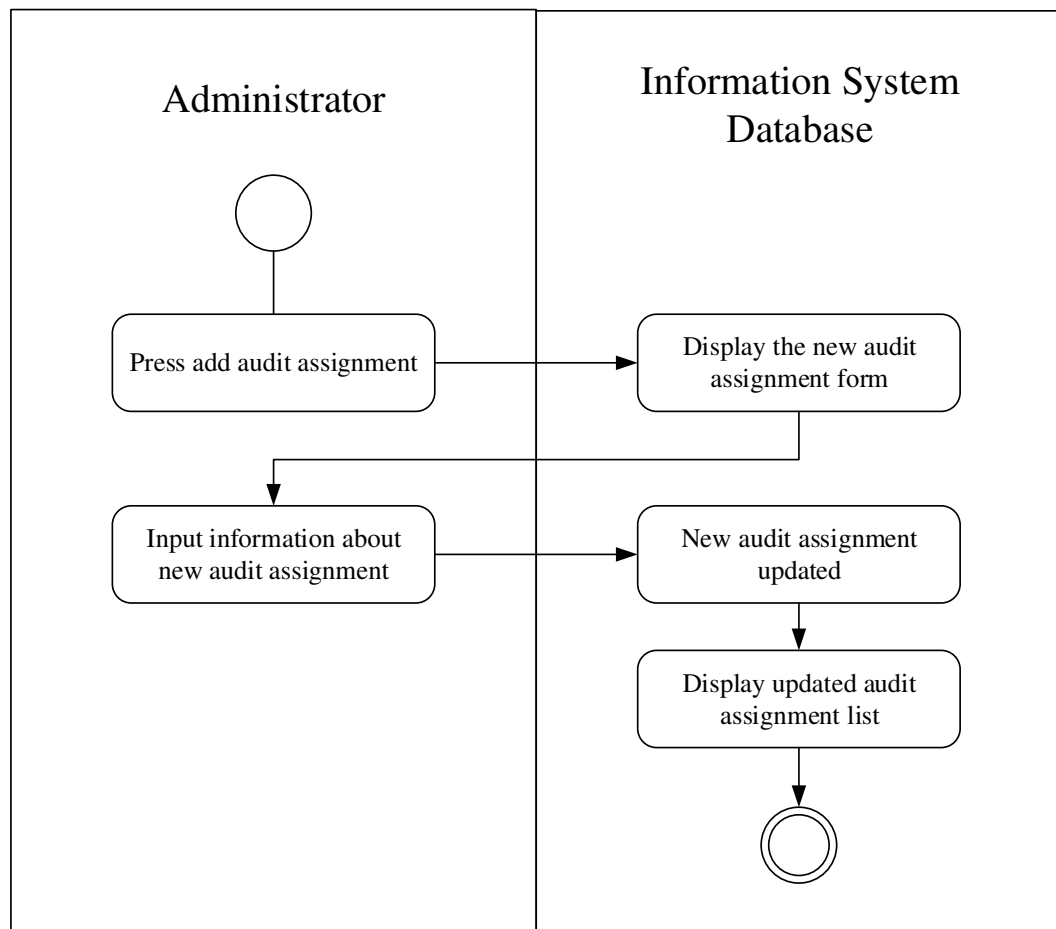 Administrator
Information System
Database
Press add audit assignment
Display the new audit
assignment form
Input information about
new audit assignment
New audit assignment
updated
Display updated audit
assignment list